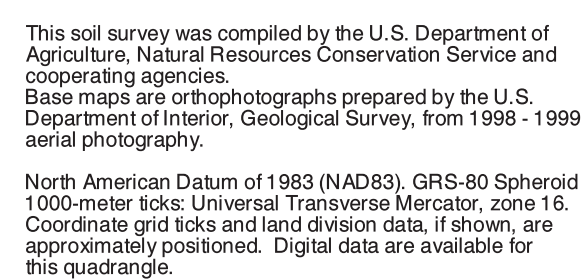 This soil survey was compiled by the U.S. Department of
Agriculture, Natural Resources Conservation Service and
cooperating agencies.
Base maps are orthophotographs prepared by the U.S.
Department of Interior, Geological Survey, from 1998 - 1999
aerial photography.

North American Datum of 1983 (NAD83). GRS-80 Spheroid
1000-meter ticks: Universal Transverse Mercator, zone 16.
Coordinate grid ticks and land division data, if shown, are
approximately positioned.  Digital data are available for
this quadrangle.